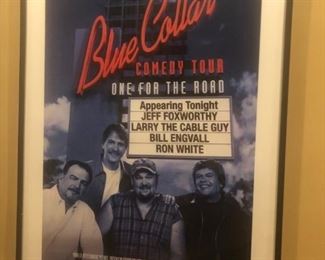 Blue Collar
COMEDY TOUR
ONE FOR THE ROAD
Appearing Tonight
JEFF FOXWORTHY
LARRY THE CABLE GUY
BILL ENGVALL
RON WHITE